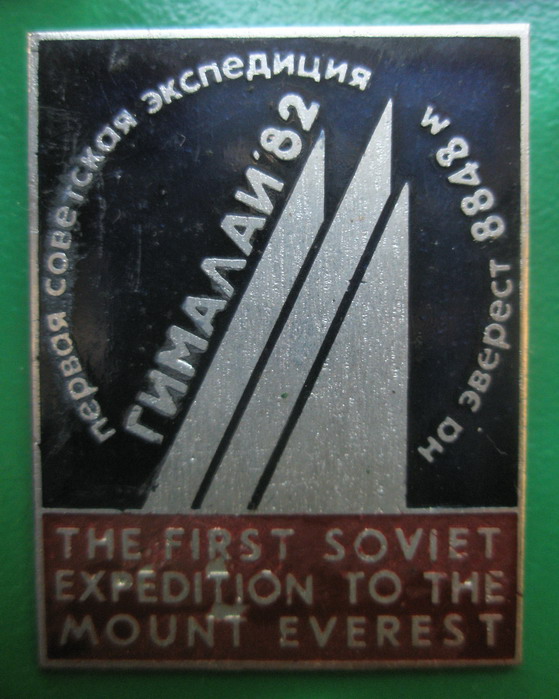 первая советская экспедиция
ГИМАЛАИ'82
на эверест 8848 м
THE FIRST SOVIET
EXPEDITION TO THE
MOUNT EVEREST